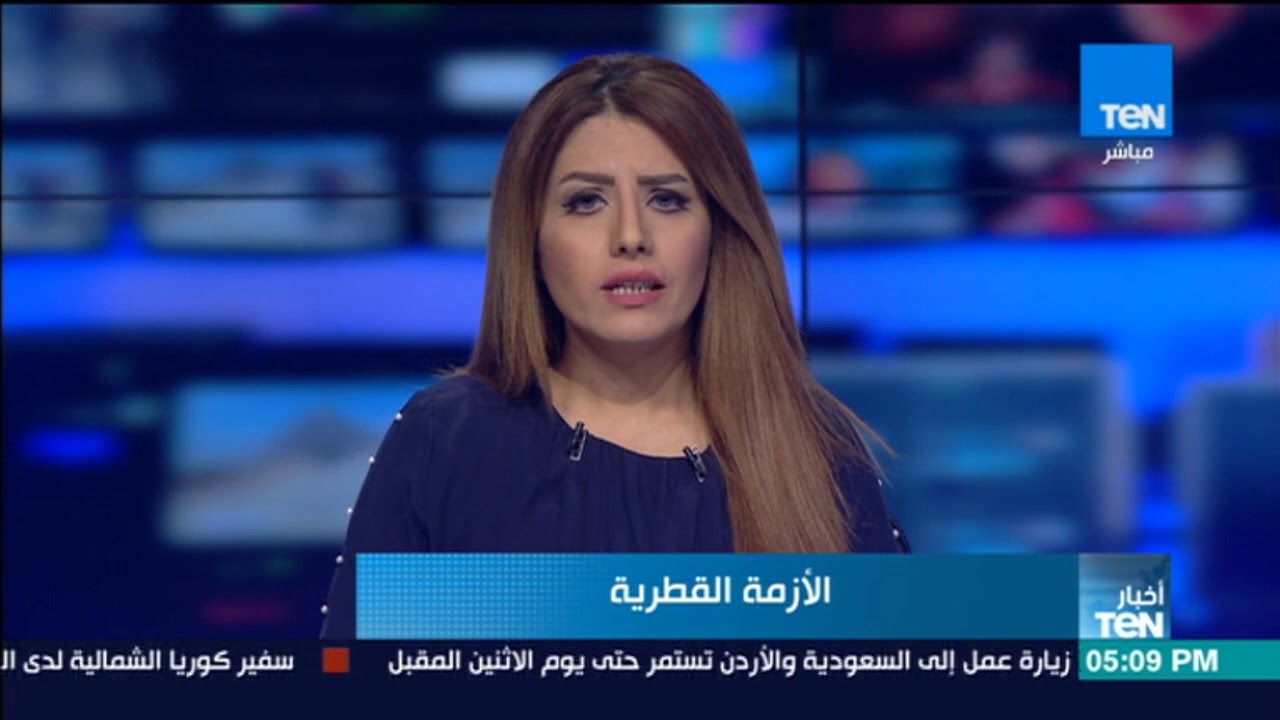 TEN
مباشر
الأزمة القطرية
أخبار
TEN
05:09 PM
زيارة عمل إلى السعودية والأردن تستمر حتى يوم الاثنين المقبل
سفير كوريا الشمالية لدى